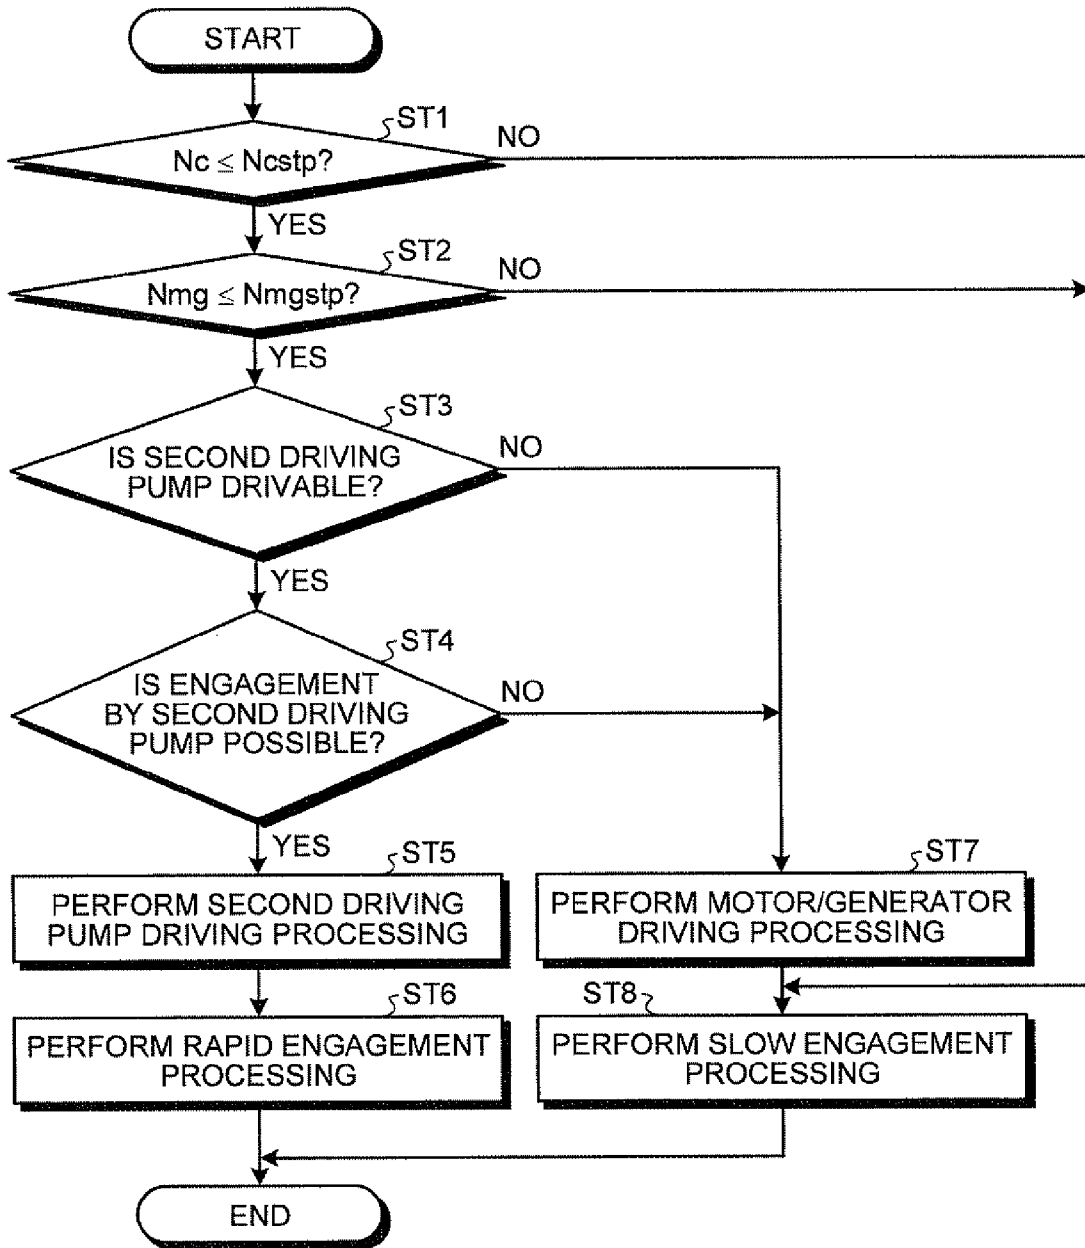 START
ST1
Nc ≤ Ncstp?
NO
YES
ST2
Nmg ≤ Nmgstp?
NO
YES
ST3
IS SECOND DRIVING
PUMP DRIVABLE?
NO
YES
ST4
IS ENGAGEMENT
BY SECOND DRIVING
PUMP POSSIBLE?
NO
YES
ST5
PERFORM SECOND DRIVING
PUMP DRIVING PROCESSING
ST7
PERFORM MOTOR/GENERATOR
DRIVING PROCESSING
ST6
PERFORM RAPID ENGAGEMENT
PROCESSING
ST8
PERFORM SLOW ENGAGEMENT
PROCESSING
END